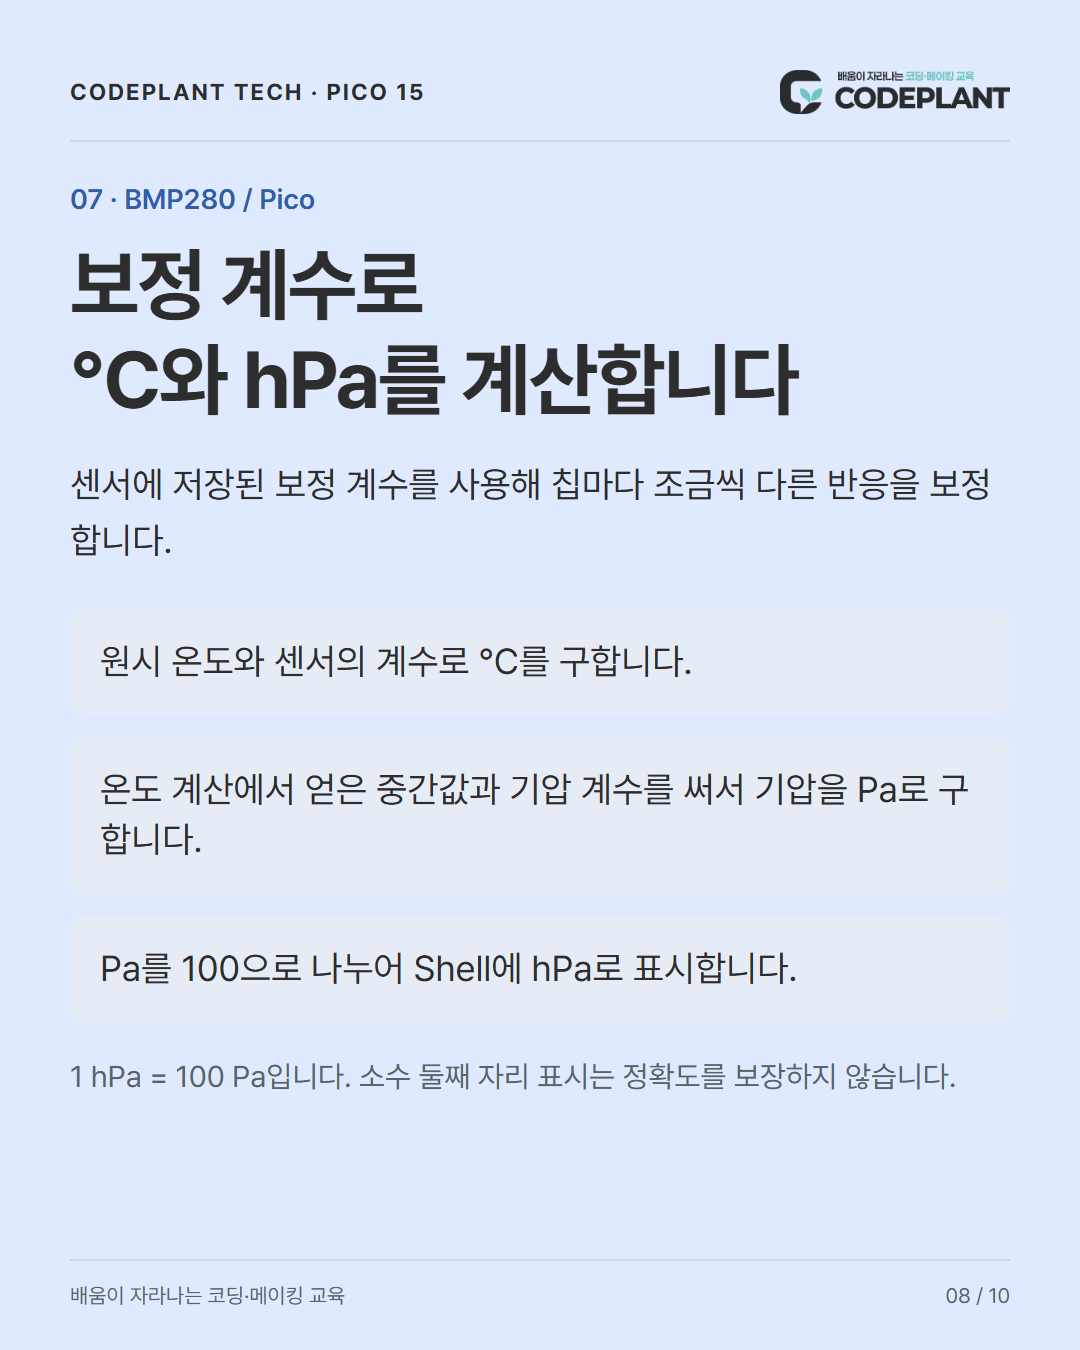 CODEPLANT TECH · PICO 15
배움이 자라나는 코딩·메이킹 교육
CODEPLANT
07 · BMP280 / Pico
보정 계수로
°C와 hPa를 계산합니다
센서에 저장된 보정 계수를 사용해 칩마다 조금씩 다른 반응을 보정
합니다.
원시 온도와 센서의 계수로 °C를 구합니다.
온도 계산에서 얻은 중간값과 기압 계수를 써서 기압을 Pa로 구
합니다.
Pa를 100으로 나누어 Shell에 hPa로 표시합니다.
1 hPa = 100 Pa입니다. 소수 둘째 자리 표시는 정확도를 보장하지 않습니다.
배움이 자라나는 코딩·메이킹 교육
08 / 10